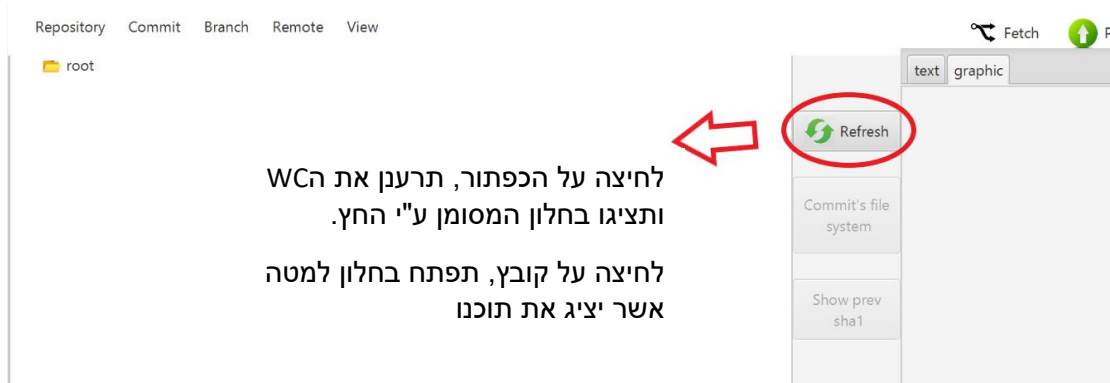 Repository Commit Branch Remote View
Fetch
root
text graphic
Refresh
לחיצה על הכפתור, תרענן את הWC
ותציגו בחלון המסומן ע"י החץ.
Commit's file
system
לחיצה על קובץ, תפתח בחלון למטה
אשר יציג את תוכנו
Show prev
sha1